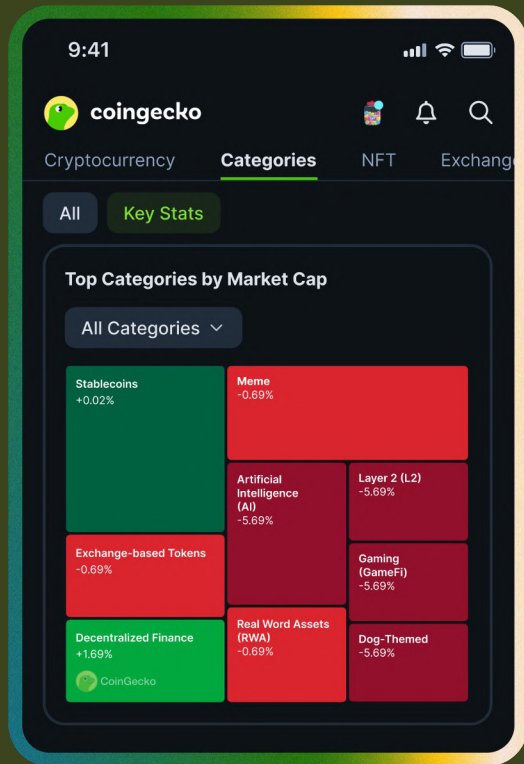 9:41
coingecko
Cryptocurrency Categories NFT Exchang
All Key Stats
Top Categories by Market Cap
All Categories
Stablecoins
+0.02%
Meme
-0.69%
Artificial
Intelligence
(AI)
-5.69%
Layer 2 (L2)
-5.69%
Exchange-based Tokens
-0.69%
Gaming
(GameFi)
-5.69%
Decentralized Finance
+1.69%
CoinGecko
Real Word Assets
(RWA)
-0.69%
Dog-Themed
-5.69%